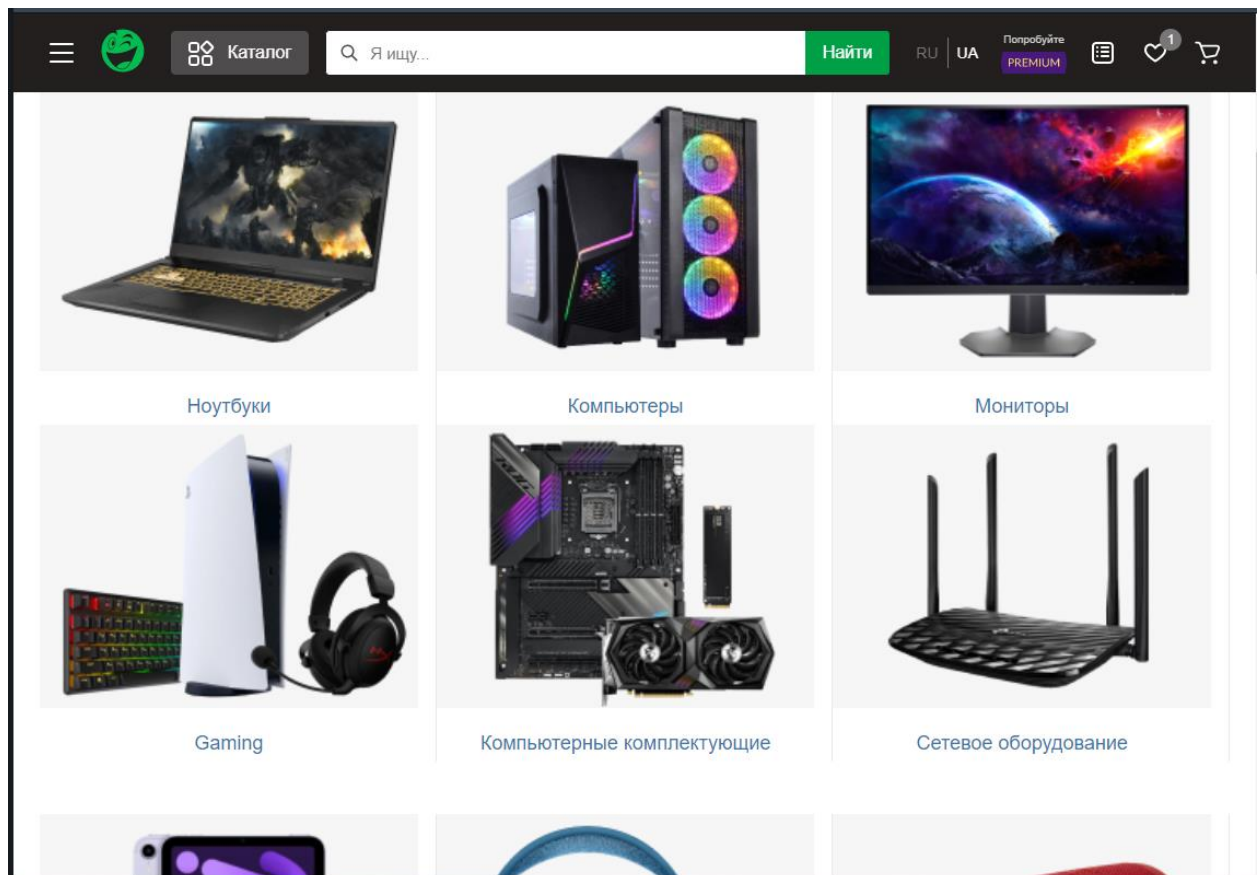 Каталог
Я ищу...
Найти
RU UA
Попробуйте
PREMIUM
1
Ноутбуки
Компьютеры
Мониторы
Gaming
Компьютерные комплектующие
Сетевое оборудование